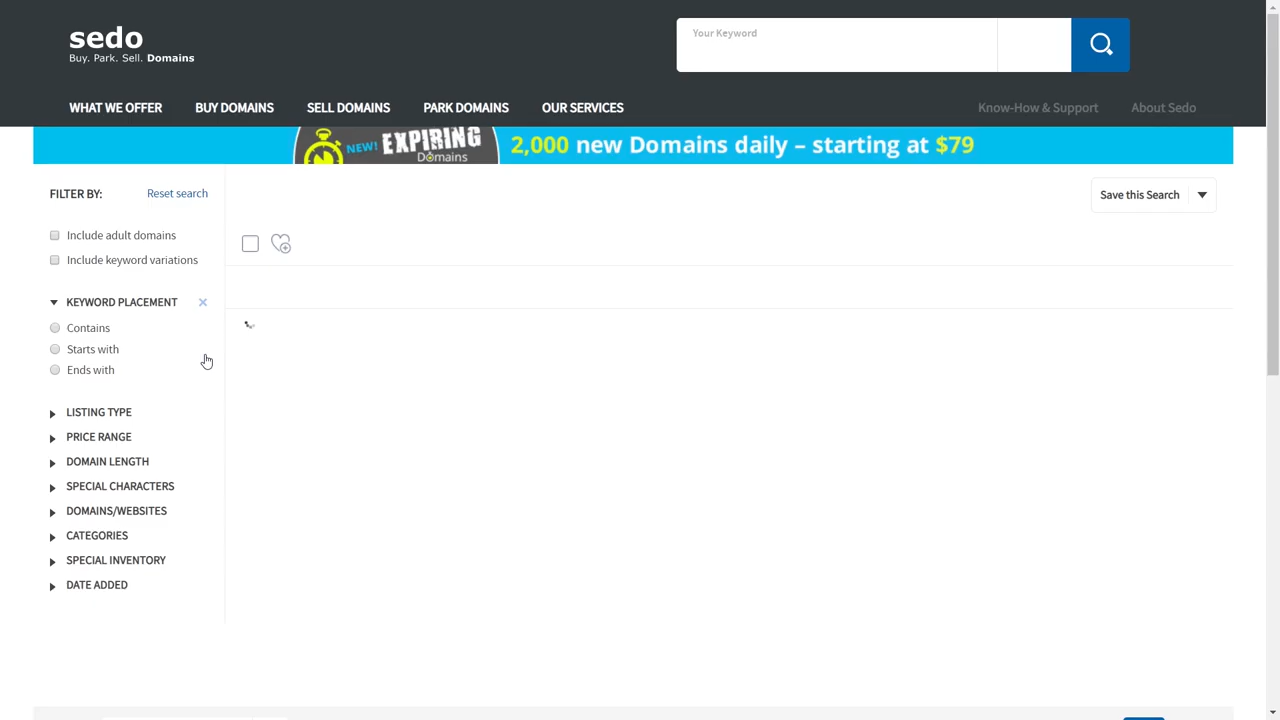 sedo
Buy. Park. Sell. Domains
Your Keyword
WHAT WE OFFER
BUY DOMAINS
SELL DOMAINS
PARK DOMAINS
OUR SERVICES
Know-How & Support
About Sedo
NEW! EXPIRING
Domains
2,000 new Domains daily – starting at $79
FILTER BY:
Reset search
Save this Search
Include adult domains
Include keyword variations
KEYWORD PLACEMENT
Contains
Starts with
Ends with
LISTING TYPE
PRICE RANGE
DOMAIN LENGTH
SPECIAL CHARACTERS
DOMAINS/WEBSITES
CATEGORIES
SPECIAL INVENTORY
DATE ADDED